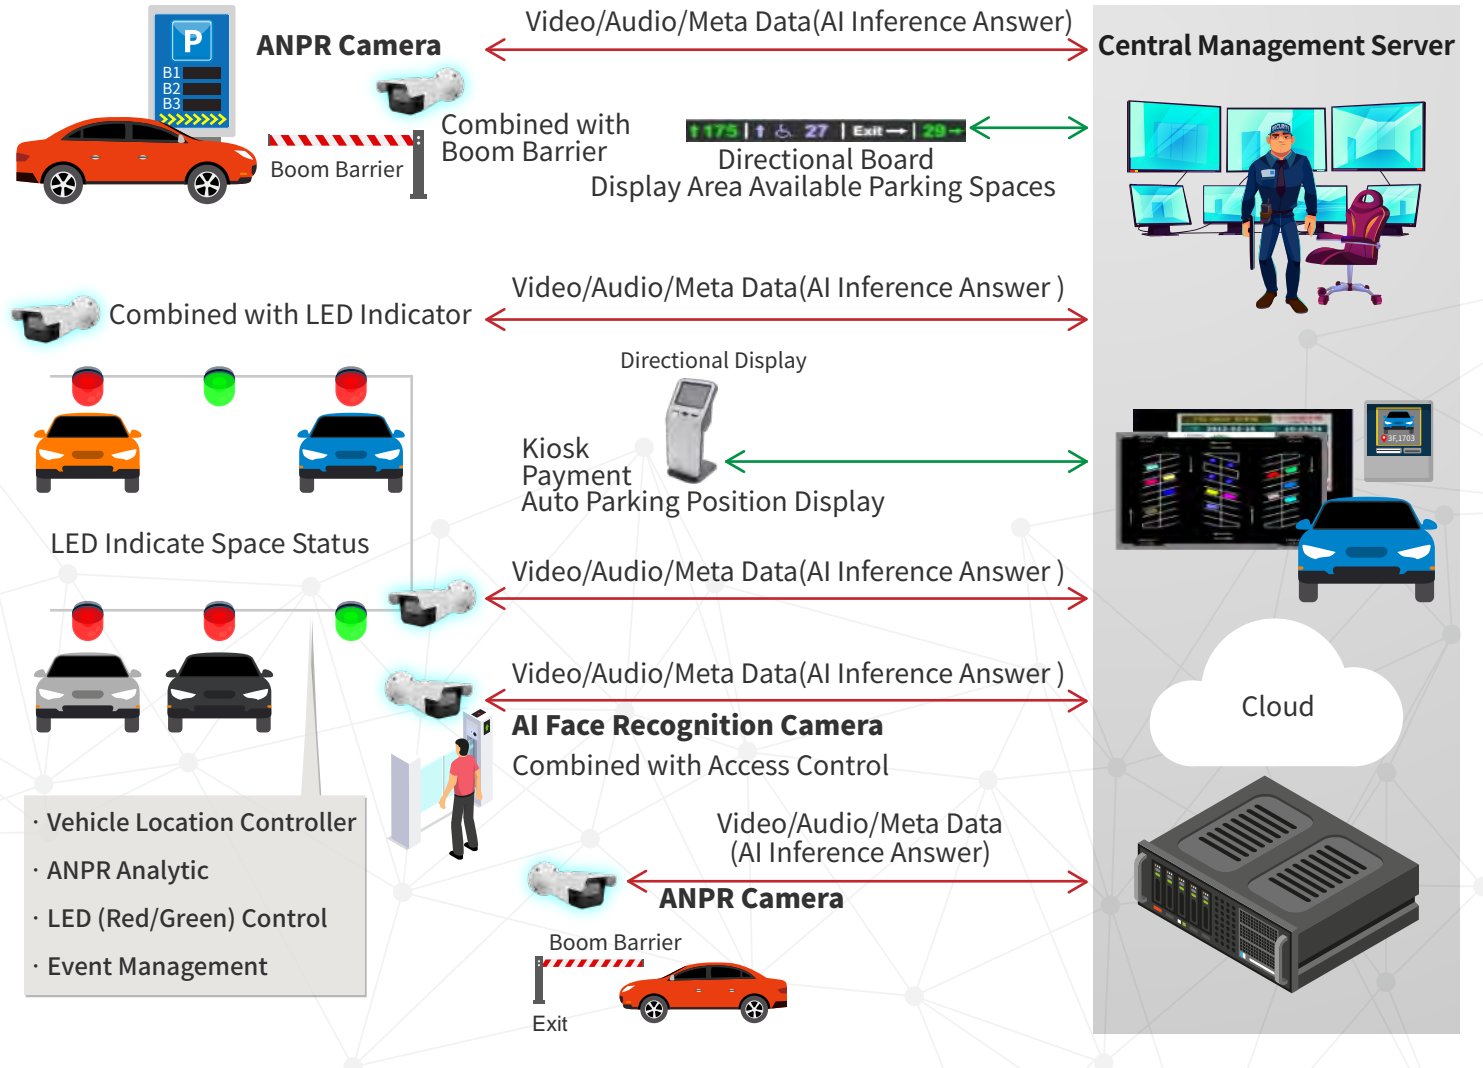 Video/Audio/Meta Data(AI Inference Answer)
P
ANPR Camera
Central Management Server
B1
B2
B3
Combined with
Boom Barrier
Boom Barrier
↑175 | ↑ ♿ 27 | Exit→ | 29→
Directional Board
Display Area Available Parking Spaces
SECURITY
Video/Audio/Meta Data(AI Inference Answer )
Combined with LED Indicator
Directional Display
Kiosk
Payment
Auto Parking Position Display
3F,1703
LED Indicate Space Status
Video/Audio/Meta Data(AI Inference Answer )
Video/Audio/Meta Data(AI Inference Answer )
AI Face Recognition Camera
Combined with Access Control
Cloud
· Vehicle Location Controller
· ANPR Analytic
· LED (Red/Green) Control
· Event Management
Video/Audio/Meta Data
(AI Inference Answer)
ANPR Camera
Boom Barrier
Exit